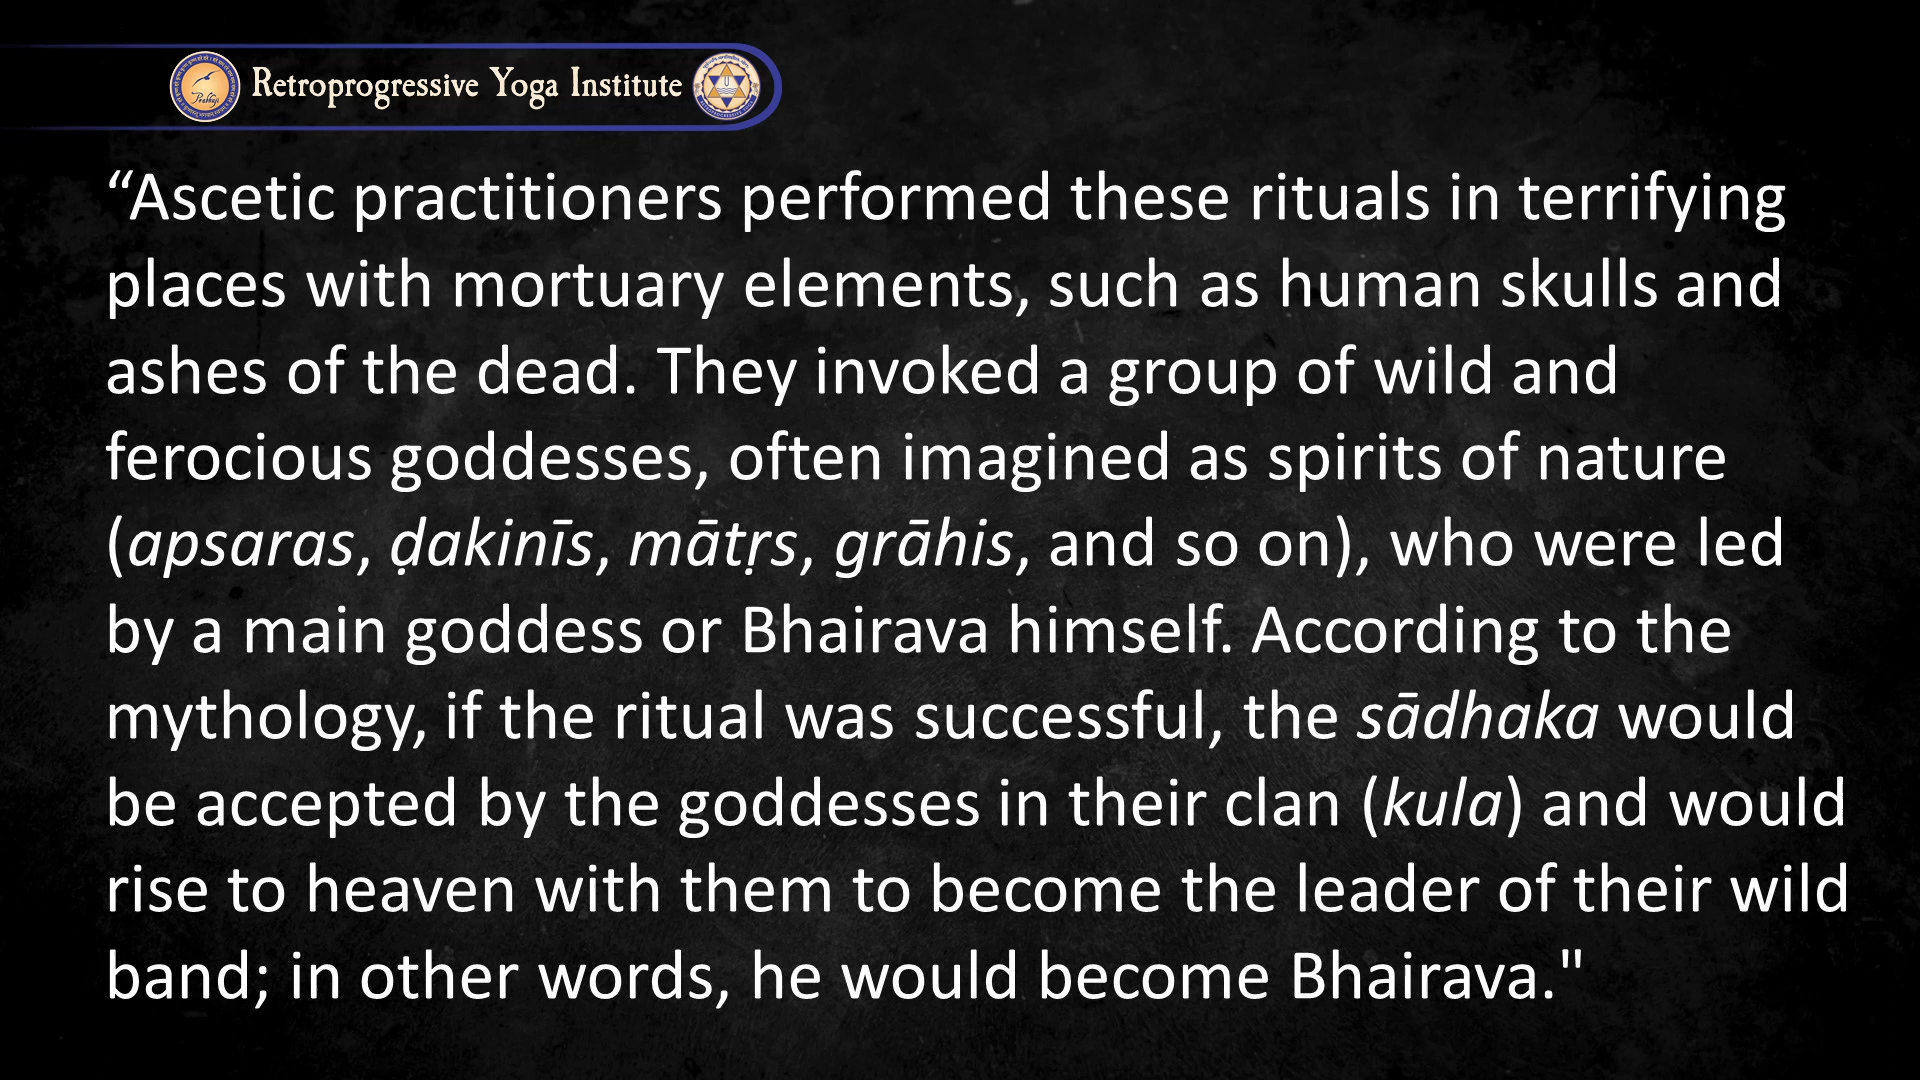 Prabhuji
Retroprogressive Yoga Institute
“Ascetic practitioners performed these rituals in terrifying
places with mortuary elements, such as human skulls and
ashes of the dead. They invoked a group of wild and
ferocious goddesses, often imagined as spirits of nature
(apsaras, ḍakinīs, mātṛs, grāhis, and so on), who were led
by a main goddess or Bhairava himself. According to the
mythology, if the ritual was successful, the sādhaka would
be accepted by the goddesses in their clan (kula) and would
rise to heaven with them to become the leader of their wild
band; in other words, he would become Bhairava."